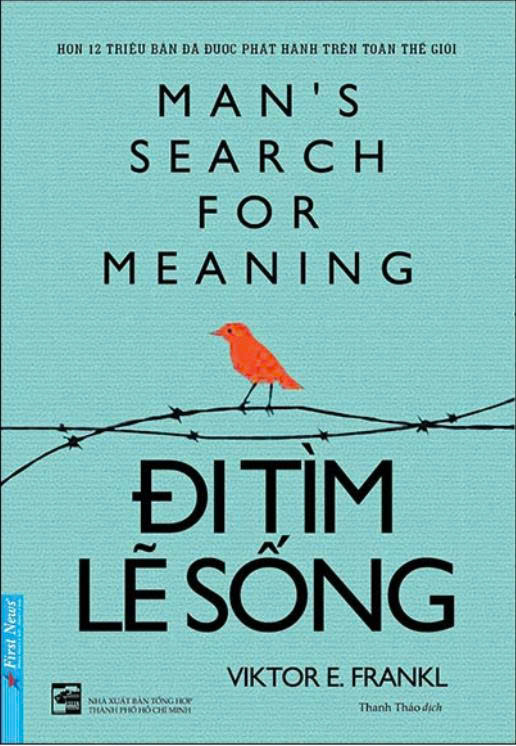 HƠN 12 TRIỆU BẢN ĐÃ ĐƯỢC PHÁT HÀNH TRÊN TOÀN THẾ GIỚI
MAN'S
SEARCH
FOR
MEANING
ĐI TÌM
LẼ SỐNG
VIKTOR E. FRANKL
Thanh Thảo dịch
First News
NHÀ XUẤT BẢN TỔNG HỢP
THÀNH PHỐ HỒ CHÍ MINH